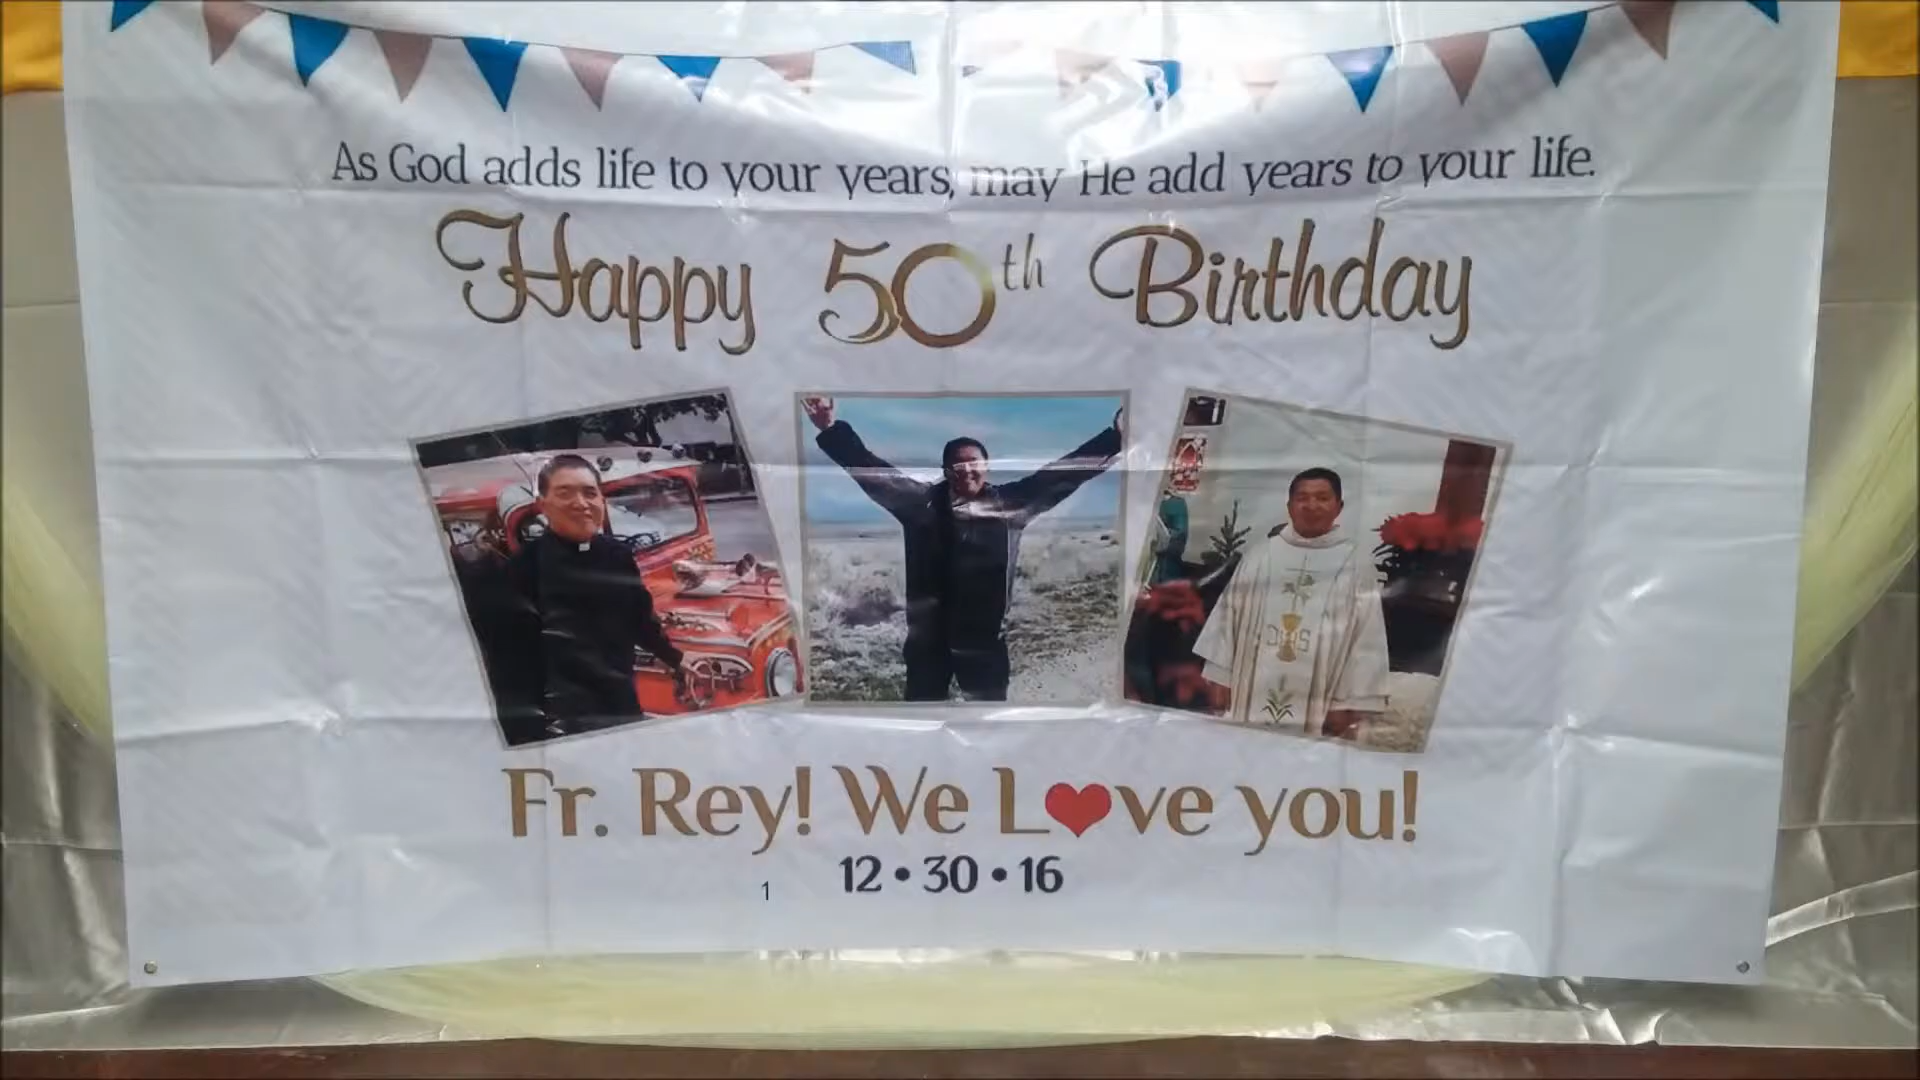 As God adds life to your years, may He add years to your life.
Happy 50th Birthday
Fr. Rey! We L❤ve you!
12 • 30 • 16
1